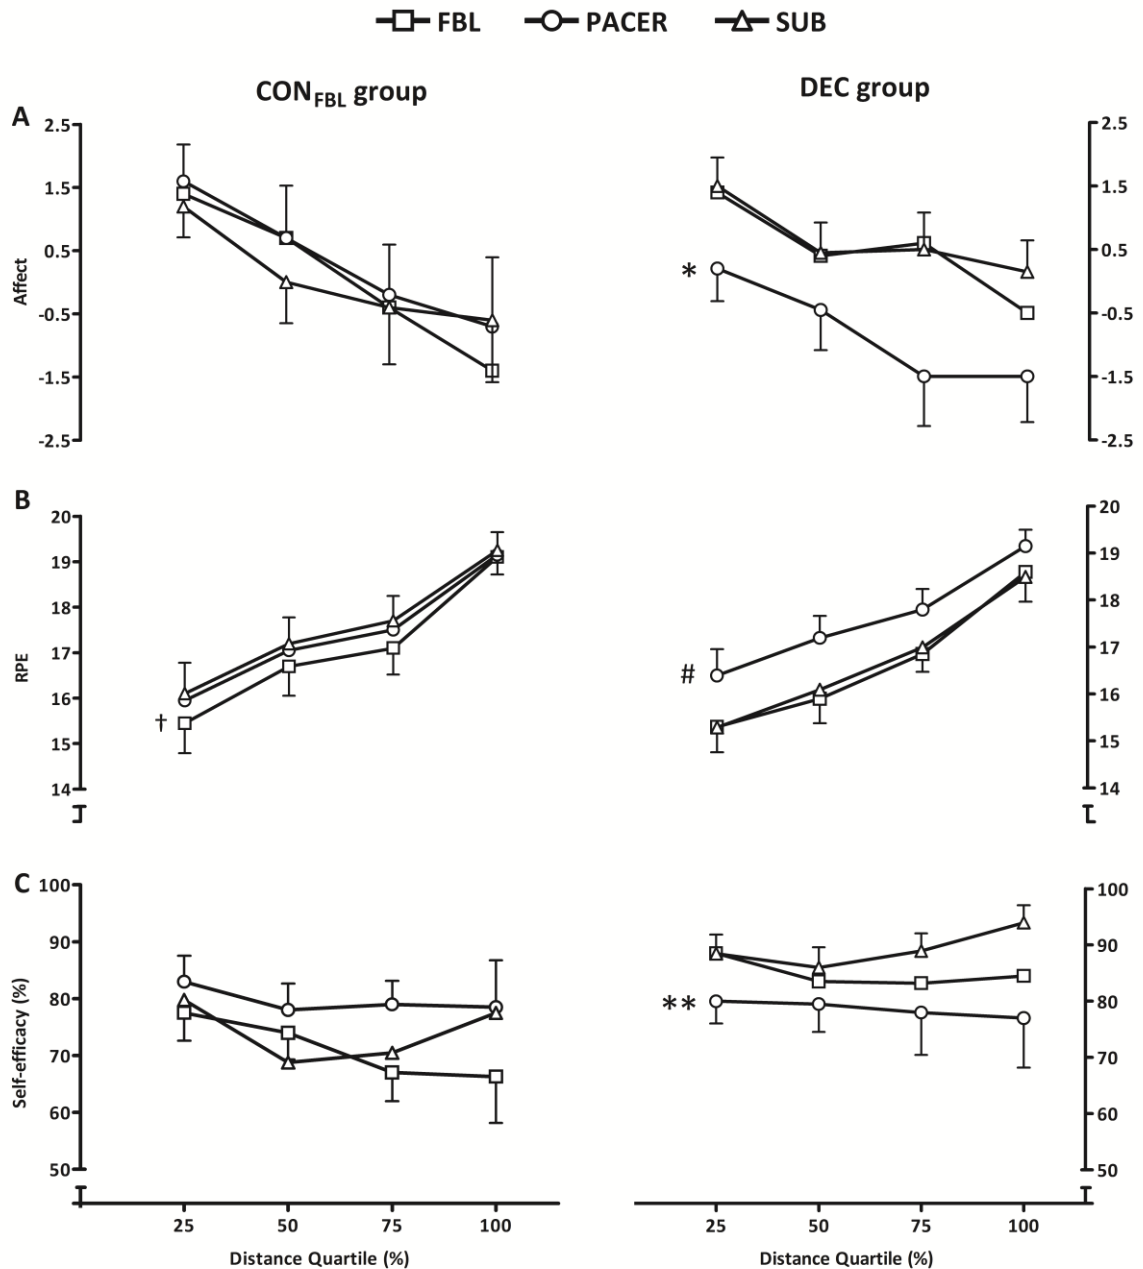 FBL PACER SUB
CONFBL group DEC group
A
2.5 2.5
1.5 1.5
0.5 0.5
-0.5 -0.5
-1.5 -1.5
-2.5 -2.5
Affect
*
B
20 20
19 19
18 18
17 17
16 16
15 15
14 14
RPE
† #
C
100 100
90 90
80 80
70 70
60 60
50 50
Self-efficacy (%)
**
25 50 75 100 25 50 75 100
Distance Quartile (%) Distance Quartile (%)